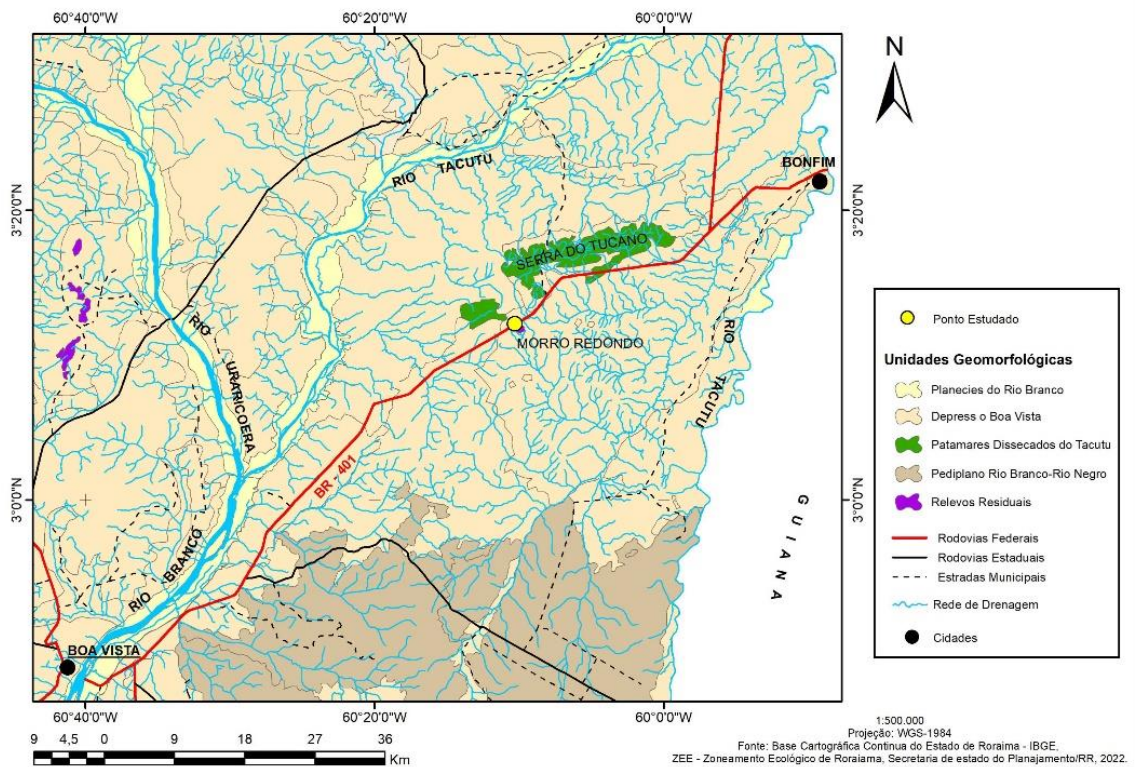 60°40'0"W
60°20'0"W
60°0'0"W
N
3°20'0"N
3°20'0"N
3°0'0"N
3°0'0"N
BONFIM
RIO TACUTU
SERRA DO TUCANO
MORRO REDONDO
RIO
URARICOERA
RIO
TACUTU
BR - 401
GUIANA
RIO BRANCO
BOA VISTA
60°40'0"W
60°20'0"W
60°0'0"W
Ponto Estudado
Unidades Geomorfológicas
Planecies do Rio Branco
Depress o Boa Vista
Patamares Dissecados do Tacutu
Pediplano Rio Branco-Rio Negro
Relevos Residuais
Rodovias Federais
Rodovias Estaduais
Estradas Municipais
Rede de Drenagem
Cidades
9 4,5 0 9 18 27 36
Km
1:500.000
Projeção: WGS-1984
Fonte: Base Cartográfica Continua do Estado de Roraima - IBGE,
ZEE - Zoneamento Ecológico de Roraiama, Secretaria de estado do Planajamento/RR, 2022.